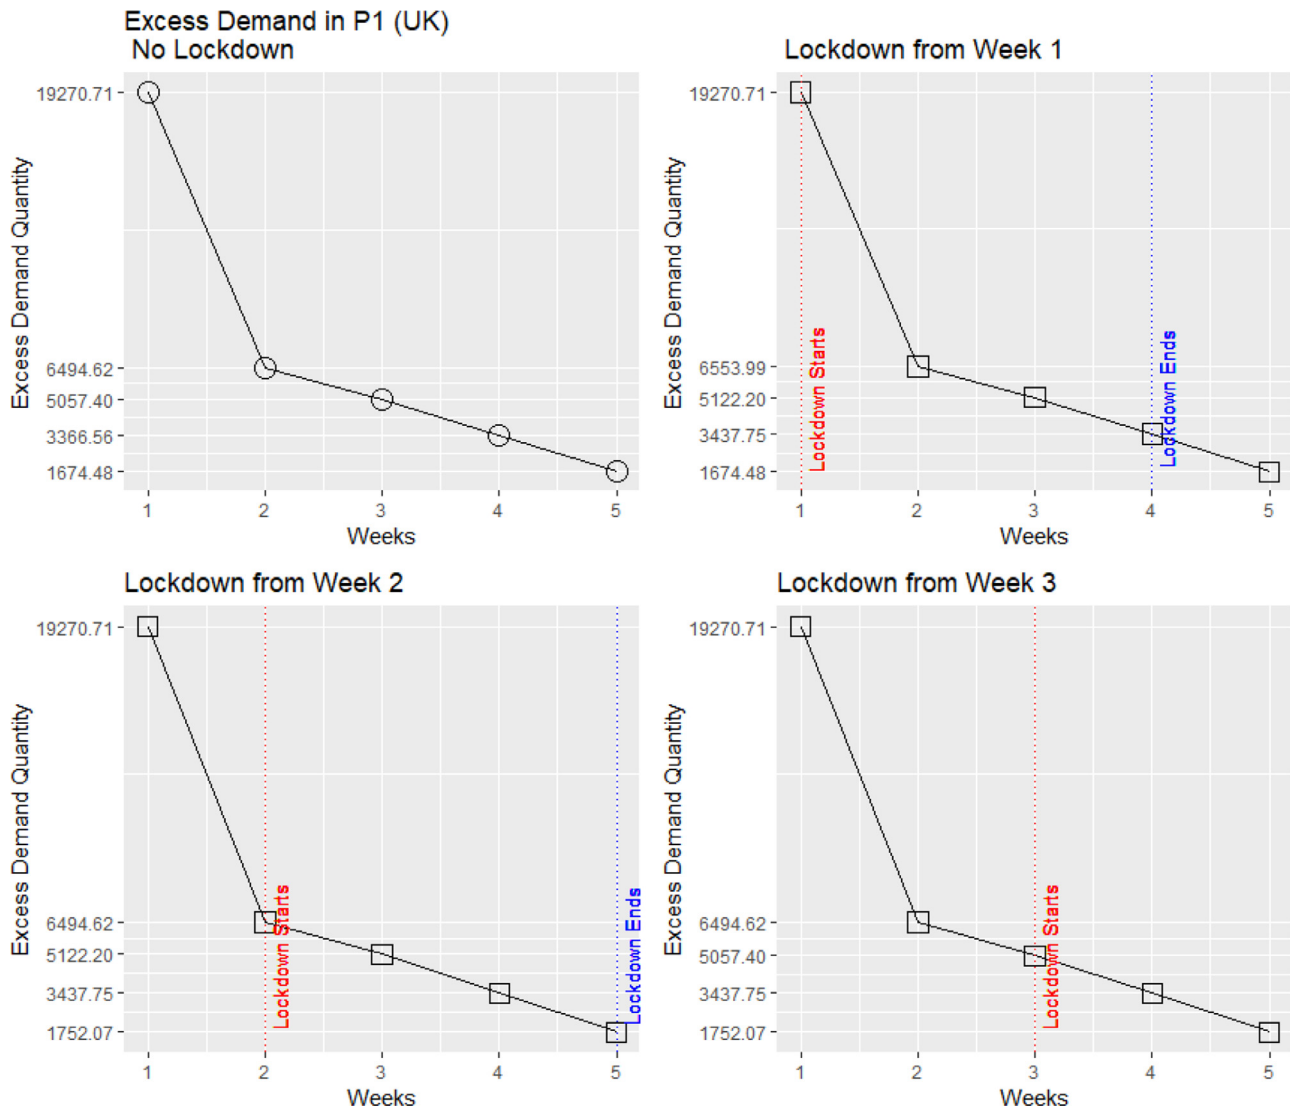 Excess Demand in P1 (UK)
No Lockdown
Excess Demand Quantity
19270.71
6494.62
5057.40
3366.56
1674.48
1 2 3 4 5
Weeks
Lockdown from Week 1
Excess Demand Quantity
19270.71
6553.99
5122.20
3437.75
1674.48
Lockdown Starts
Lockdown Ends
1 2 3 4 5
Weeks
Lockdown from Week 2
Excess Demand Quantity
19270.71
6494.62
5122.20
3437.75
1752.07
Lockdown Starts
Lockdown Ends
1 2 3 4 5
Weeks
Lockdown from Week 3
Excess Demand Quantity
19270.71
6494.62
5057.40
3437.75
1752.07
Lockdown Starts
1 2 3 4 5
Weeks